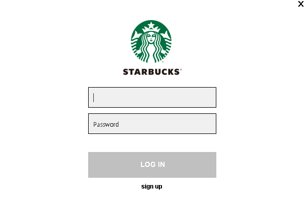 X
STARBUCKS®
Password
LOG IN
sign up